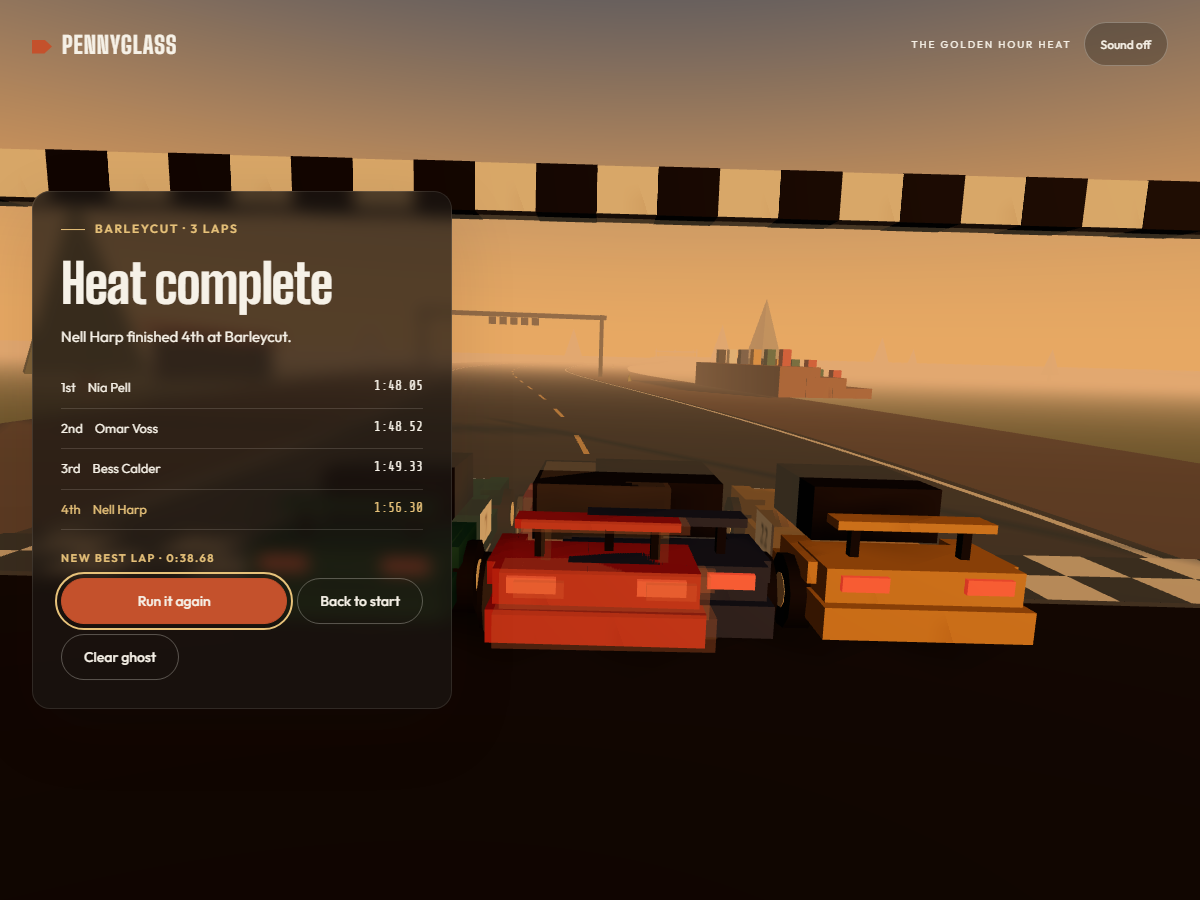 PENNYGLASS
THE GOLDEN HOUR HEAT
Sound off
BARLEYCUT · 3 LAPS
Heat complete
Nell Harp finished 4th at Barleycut.
1st Nia Pell 1:48.05
2nd Omar Voss 1:48.52
3rd Bess Calder 1:49.33
4th Nell Harp 1:56.30
NEW BEST LAP · 0:38.68
Run it again
Back to start
Clear ghost